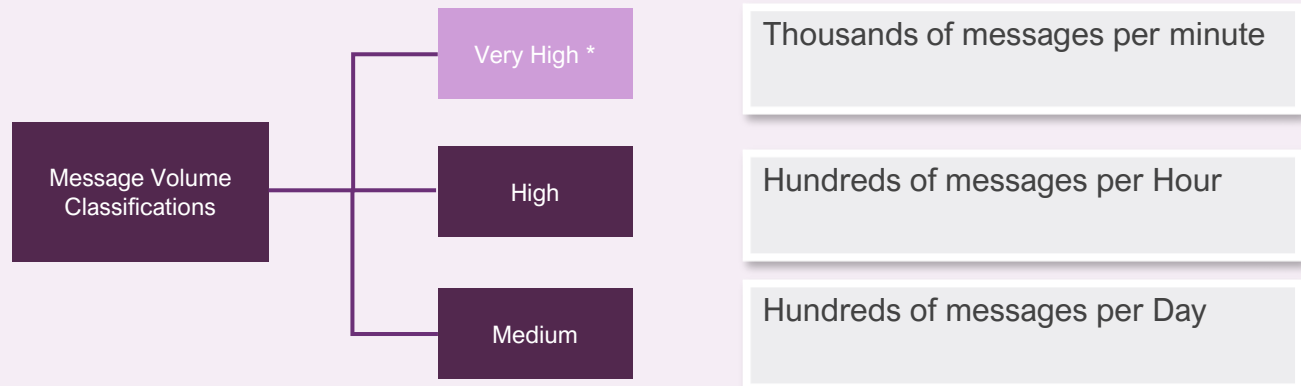 Message Volume
Classifications
Very High *
Thousands of messages per minute
High
Hundreds of messages per Hour
Medium
Hundreds of messages per Day